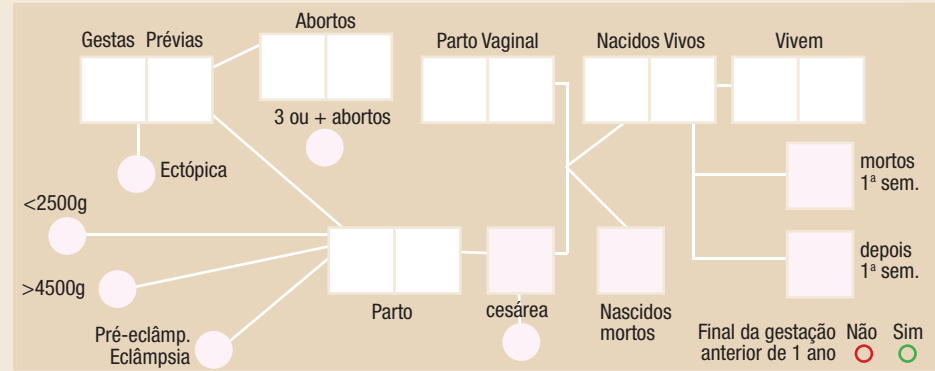 Gestas Prévias
Abortos
Parto Vaginal
Nacidos Vivos
Vivem
3 ou + abortos
Ectópica
mortos
1ª sem.
<2500g
>4500g
depois
1ª sem.
Parto
cesárea
Nascidos
mortos
Pré-eclâmp.
Eclâmpsia
Final da gestação
anterior de 1 ano
Não
Sim